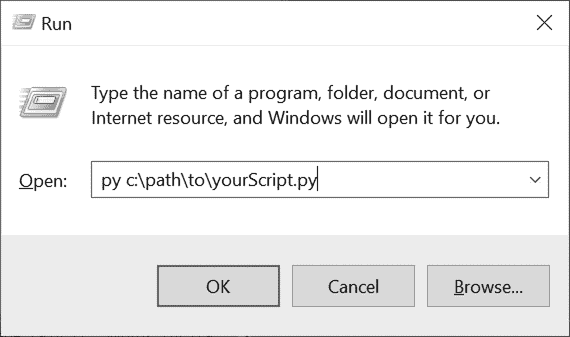 Run
Type the name of a program, folder, document, or
Internet resource, and Windows will open it for you.
Open: py c:\path\to\yourScript.py
OK Cancel Browse...